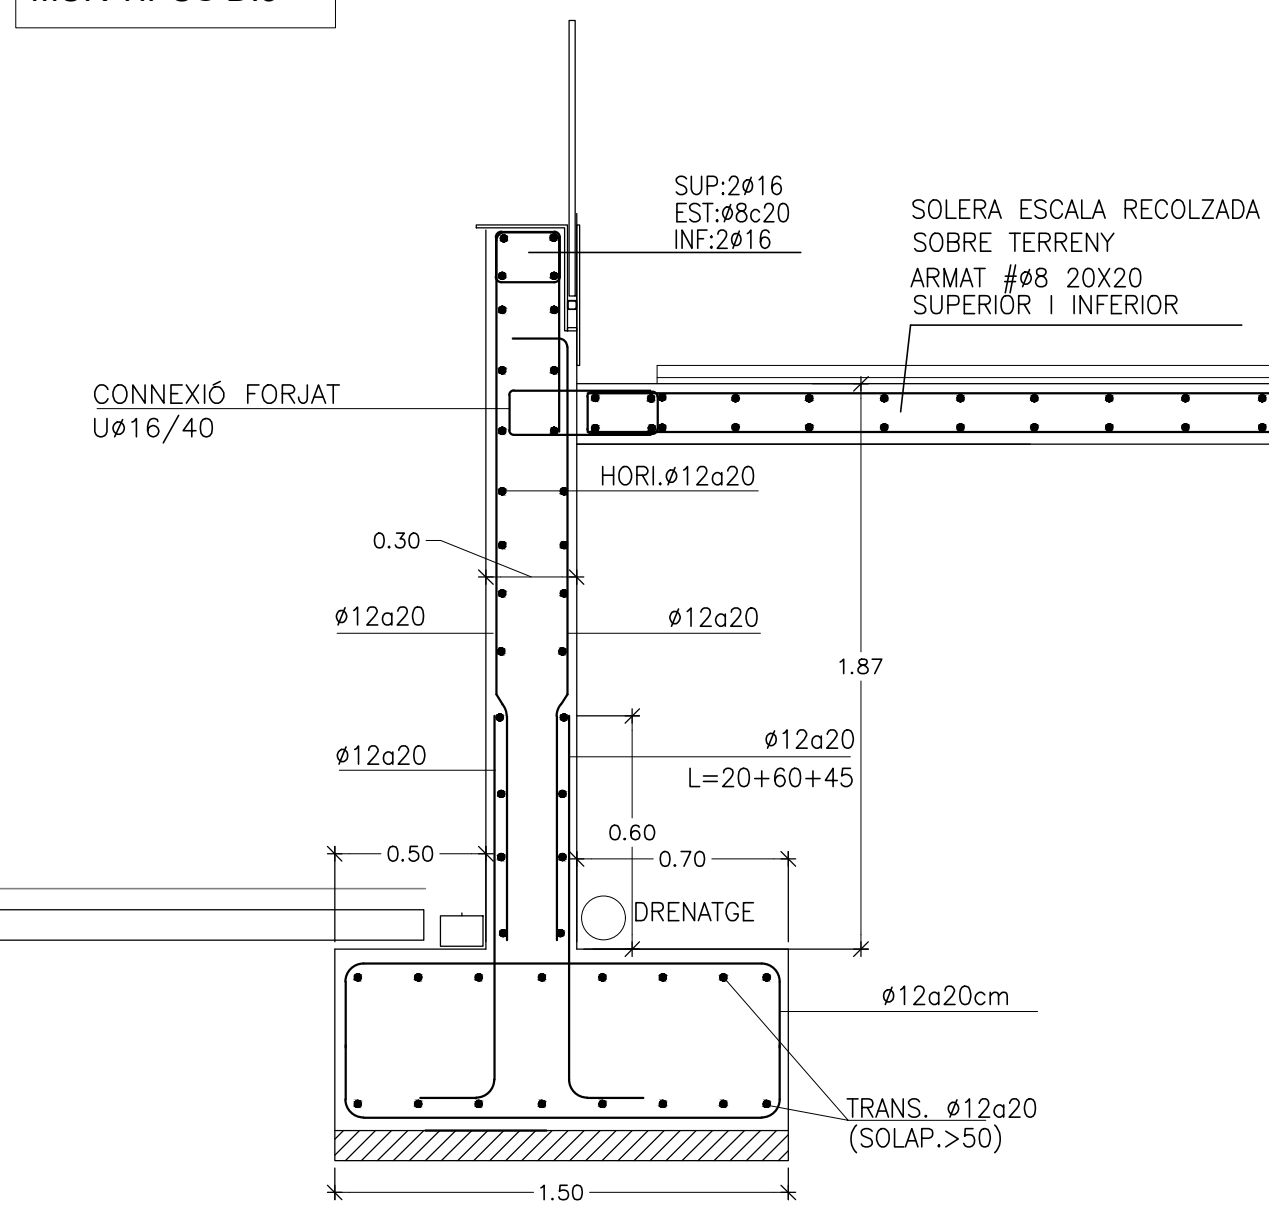 SUP:2ø16
EST:ø8c20
INF:2ø16
SOLERA ESCALA RECOLZADA
SOBRE TERRENY
ARMAT #ø8 20X20
SUPERIOR I INFERIOR
CONNEXIÓ FORJAT
Uø16/40
HORI.ø12a20
0.30
ø12a20
ø12a20
1.87
ø12a20
ø12a20
L=20+60+45
0.60
0.50
0.70
DRENATGE
ø12a20cm
TRANS. ø12a20
(SOLAP.>50)
1.50